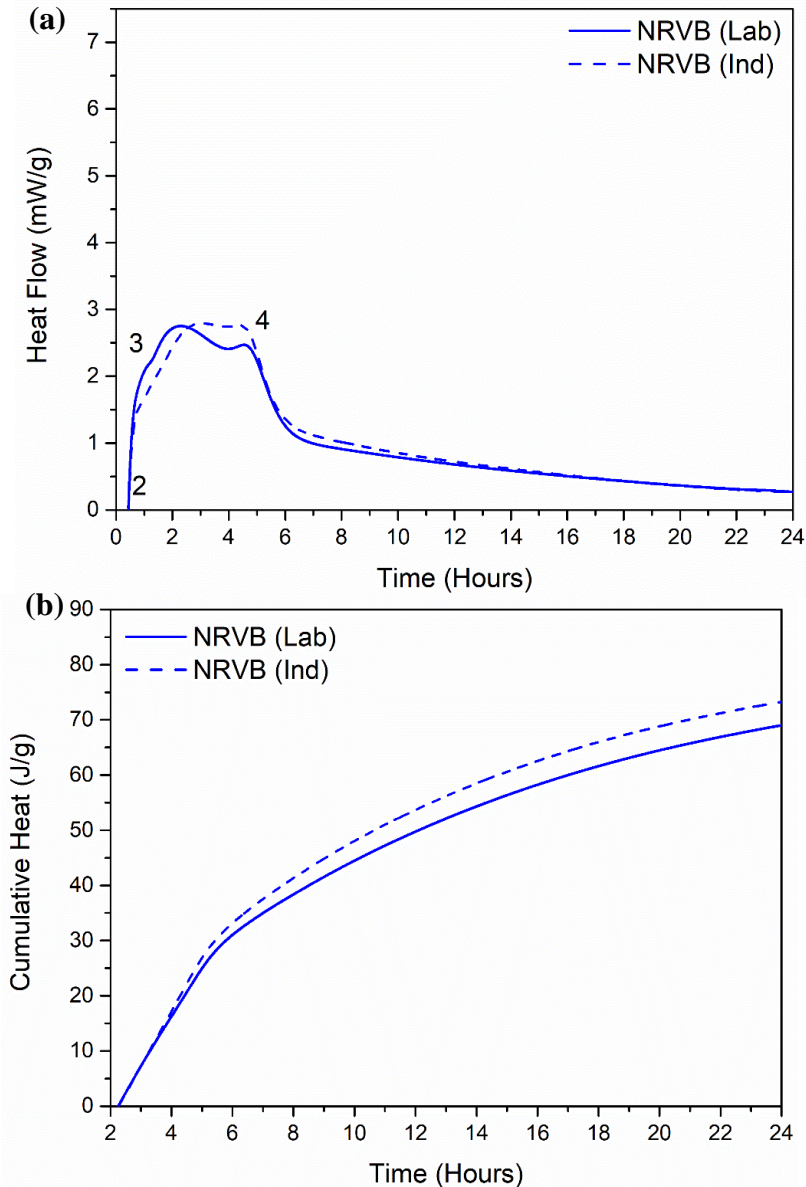 (a)
NRVB (Lab)
NRVB (Ind)
Heat Flow (mW/g)
7
6
5
4
3
2
1
0
3
4
2
0 2 4 6 8 10 12 14 16 18 20 22 24
Time (Hours)
(b)
NRVB (Lab)
NRVB (Ind)
Cumulative Heat (J/g)
90
80
70
60
50
40
30
20
10
0
2 4 6 8 10 12 14 16 18 20 22 24
Time (Hours)